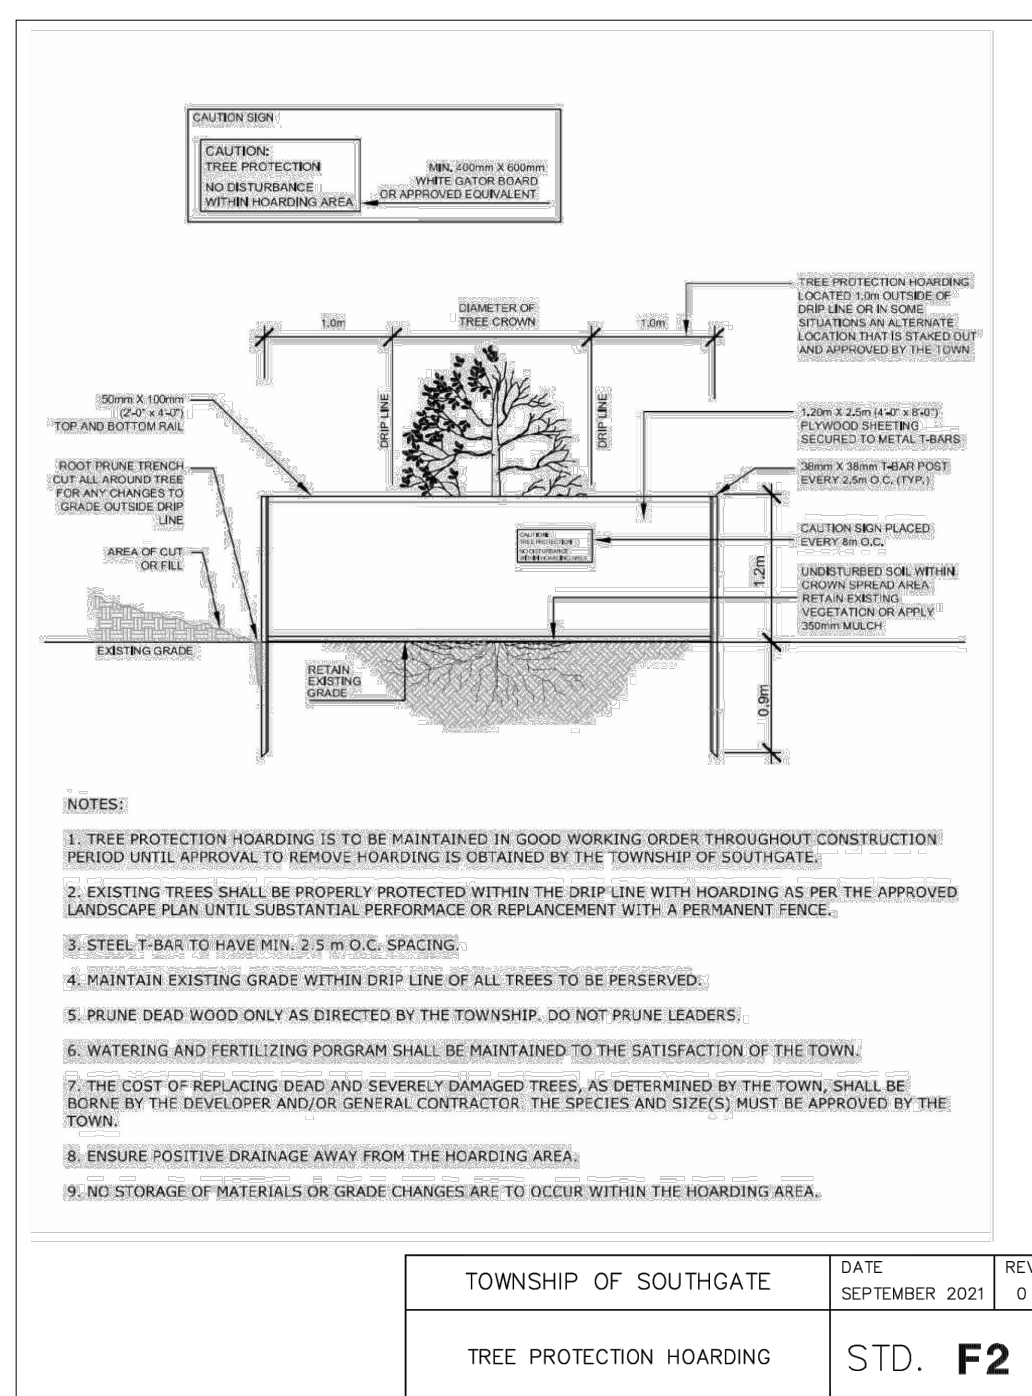 CAUTION SIGN
CAUTION:
TREE PROTECTION
NO DISTURBANCE
WITHIN HOARDING AREA
MIN. 400mm X 600mm
WHITE GATOR BOARD
OR APPROVED EQUIVALENT
TREE PROTECTION HOARDING
LOCATED 1.0m OUTSIDE OF
DRIP LINE OR IN SOME
SITUATIONS AN ALTERNATE
LOCATION THAT IS STAKED OUT
AND APPROVED BY THE TOWN
1.0m
DIAMETER OF
TREE CROWN
1.0m
DRIP LINE
DRIP LINE
50mm X 100mm
(2'-0" x 4'-0")
TOP AND BOTTOM RAIL
1.20m X 2.5m (4'-0" x 8'-0")
PLYWOOD SHEETING
SECURED TO METAL T-BARS
ROOT PRUNE TRENCH
CUT ALL AROUND TREE
FOR ANY CHANGES TO
GRADE OUTSIDE DRIP
LINE
38mm X 38mm T-BAR POST
EVERY 2.5m O.C. (TYP.)
CAUTION:
TREE PROTECTION
NO DISTURBANCE
WITHIN HOARDING AREA
CAUTION SIGN PLACED
EVERY 8m O.C.
AREA OF CUT
OR FILL
1.2m
UNDISTURBED SOIL WITHIN
CROWN SPREAD AREA
RETAIN EXISTING
VEGETATION OR APPLY
350mm MULCH
EXISTING GRADE
RETAIN
EXISTING
GRADE
0.9m
NOTES:
1. TREE PROTECTION HOARDING IS TO BE MAINTAINED IN GOOD WORKING ORDER THROUGHOUT CONSTRUCTION
PERIOD UNTIL APPROVAL TO REMOVE HOARDING IS OBTAINED BY THE TOWNSHIP OF SOUTHGATE.
2. EXISTING TREES SHALL BE PROPERLY PROTECTED WITHIN THE DRIP LINE WITH HOARDING AS PER THE APPROVED
LANDSCAPE PLAN UNTIL SUBSTANTIAL PERFORMACE OR REPLANCEMENT WITH A PERMANENT FENCE.
3. STEEL T-BAR TO HAVE MIN. 2.5 m O.C. SPACING.
4. MAINTAIN EXISTING GRADE WITHIN DRIP LINE OF ALL TREES TO BE PERSERVED.
5. PRUNE DEAD WOOD ONLY AS DIRECTED BY THE TOWNSHIP. DO NOT PRUNE LEADERS.
6. WATERING AND FERTILIZING PORGRAM SHALL BE MAINTAINED TO THE SATISFACTION OF THE TOWN.
7. THE COST OF REPLACING DEAD AND SEVERELY DAMAGED TREES, AS DETERMINED BY THE TOWN, SHALL BE
BORNE BY THE DEVELOPER AND/OR GENERAL CONTRACTOR THE SPECIES AND SIZE(S) MUST BE APPROVED BY THE
TOWN.
8. ENSURE POSITIVE DRAINAGE AWAY FROM THE HOARDING AREA.
9. NO STORAGE OF MATERIALS OR GRADE CHANGES ARE TO OCCUR WITHIN THE HOARDING AREA.
TOWNSHIP OF SOUTHGATE
DATE
SEPTEMBER 2021
REV
0
TREE PROTECTION HOARDING
STD. F2